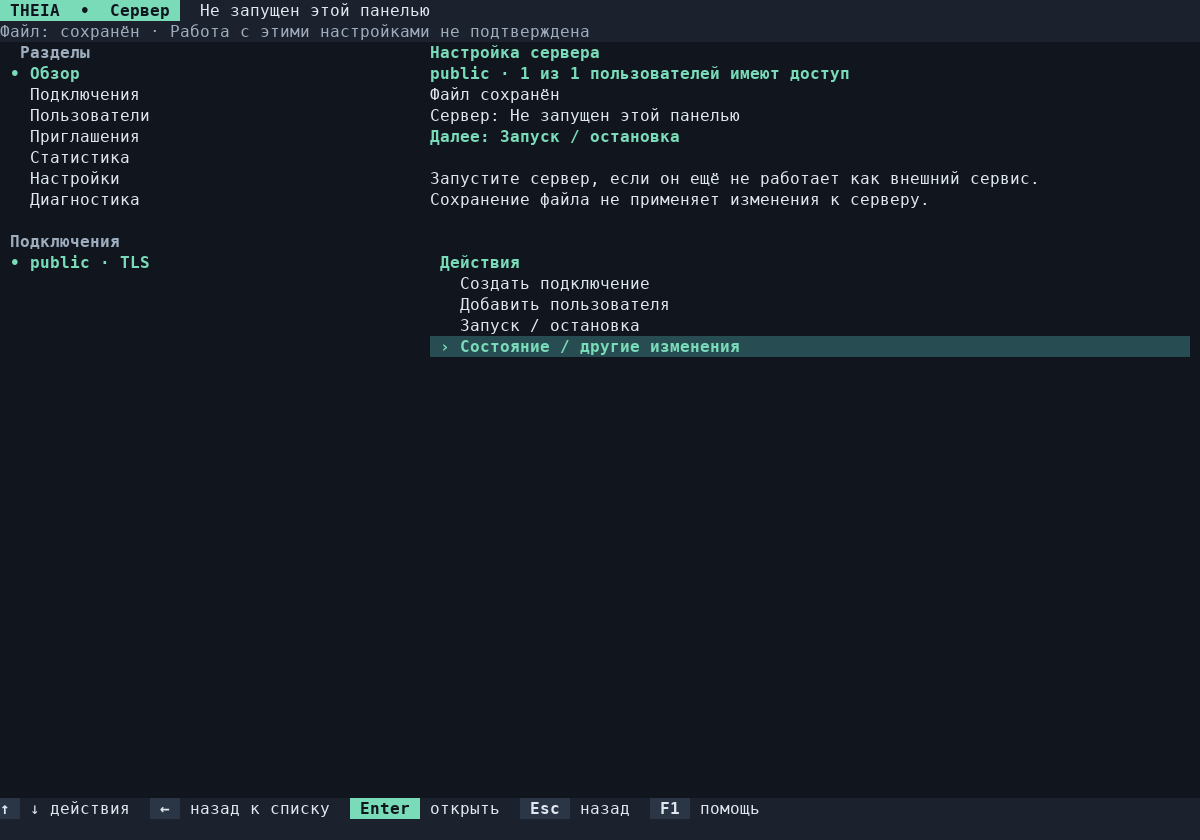 THEIA • Сервер Не запущен этой панелью
Файл: сохранён · Работа с этими настройками не подтверждена
Разделы
• Обзор
Подключения
Пользователи
Приглашения
Статистика
Настройки
Диагностика
Подключения
• public · TLS
Настройка сервера
public · 1 из 1 пользователей имеют доступ
Файл сохранён
Сервер: Не запущен этой панелью
Далее: Запуск / остановка
Запустите сервер, если он ещё не работает как внешний сервис.
Сохранение файла не применяет изменения к серверу.
Действия
Создать подключение
Добавить пользователя
Запуск / остановка
› Состояние / другие изменения
↑ ↓ действия ← назад к списку Enter открыть Esc назад F1 помощь